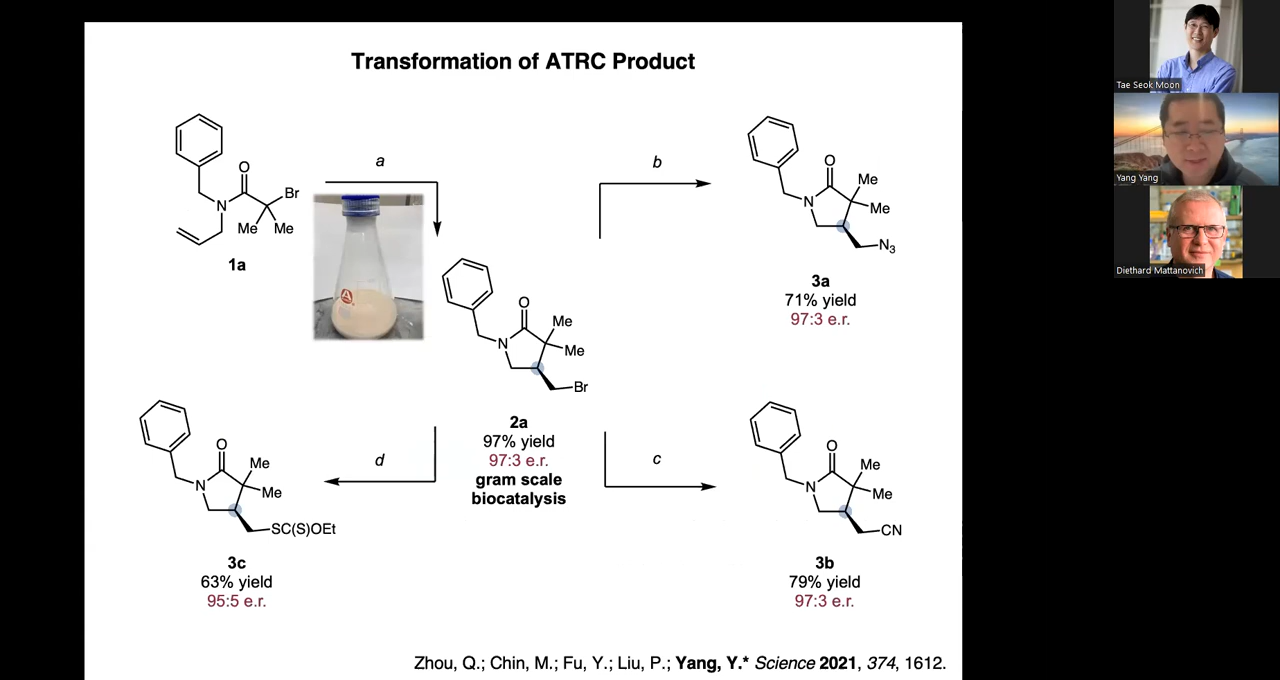 Transformation of ATRC Product
a
O
N
Br
Me Me
1a
A
b
O
N
Me
Me
N3
3a
71% yield
97:3 e.r.
O
N
Me
Me
Br
2a
97% yield
97:3 e.r.
gram scale
biocatalysis
d
O
N
Me
Me
SC(S)OEt
3c
63% yield
95:5 e.r.
c
O
N
Me
Me
CN
3b
79% yield
97:3 e.r.
Zhou, Q.; Chin, M.; Fu, Y.; Liu, P.; Yang, Y.* Science 2021, 374, 1612.
Tae Seok Moon
Yang Yang
Diethard Mattanovich